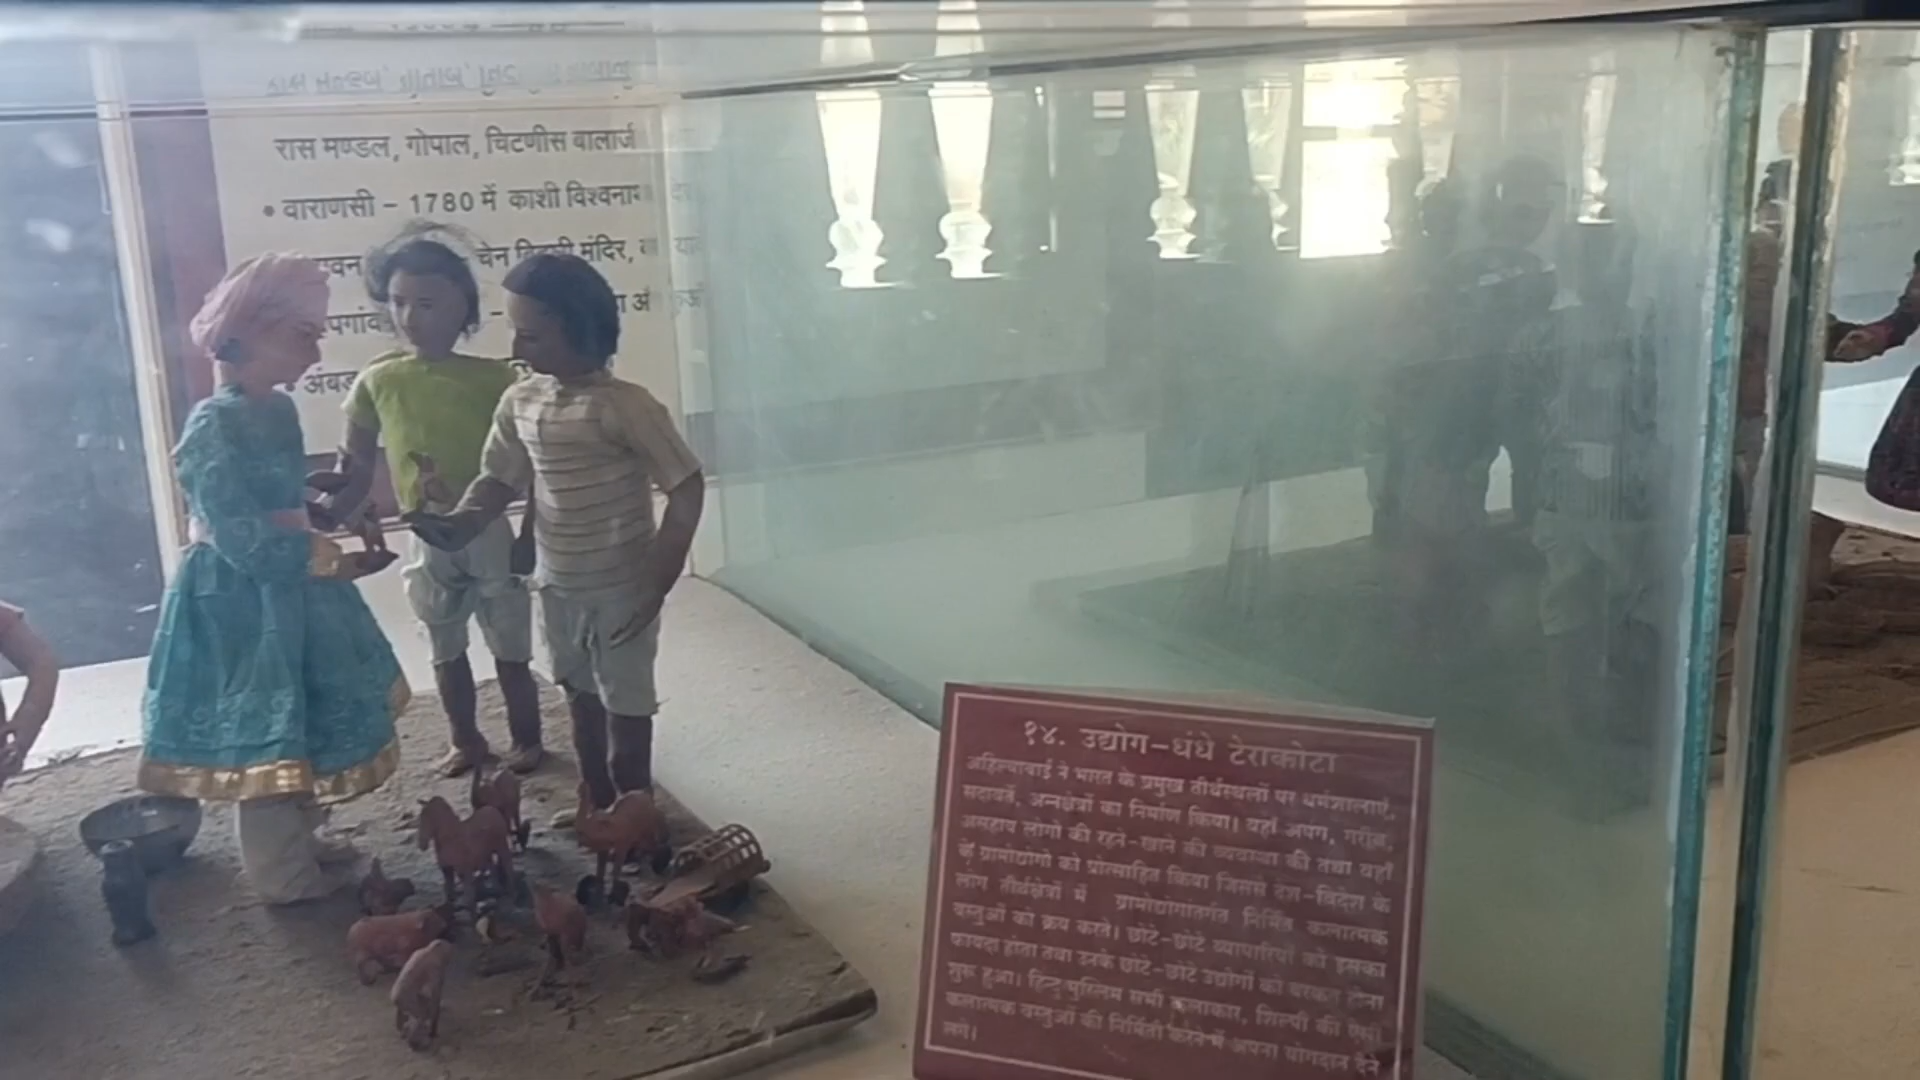 रास मण्डल, गोपाल, चिटणीस बालाज
• वाराणसी – 1780 में काशी विश्वना
मंदिर,
१४. उद्योग-धंधे टेराकोटा
अहिल्याबाई ने भारत के प्रमुख तीर्थस्थलों पर धर्मशालाएं,
सदावर्ते, अन्नक्षेत्रों का निर्माण किया। वहाँ अपंग, गरीब,
असहाय लोगो की रहने-खाने की व्यवस्था की तथा वहाँ
के ग्रामोद्योगो को प्रोत्साहित किया जिससे देश-विदेश के
लोग तीर्थक्षेत्रों में ग्रामोद्योगांतर्गत निर्मित कलात्मक
वस्तुओं को क्रय करते। छोटे-छोटे व्यापारियों को इसका
फायदा होता तथा उनके छोटे-छोटे उद्योगों को बरकत होना
शुरू हुआ। हिन्दु मुस्लिम सभी कलाकार, शिल्पी की ऐसी
कलात्मक वस्तुओं की निर्मिती करने में अपना योगदान देने
लगे।